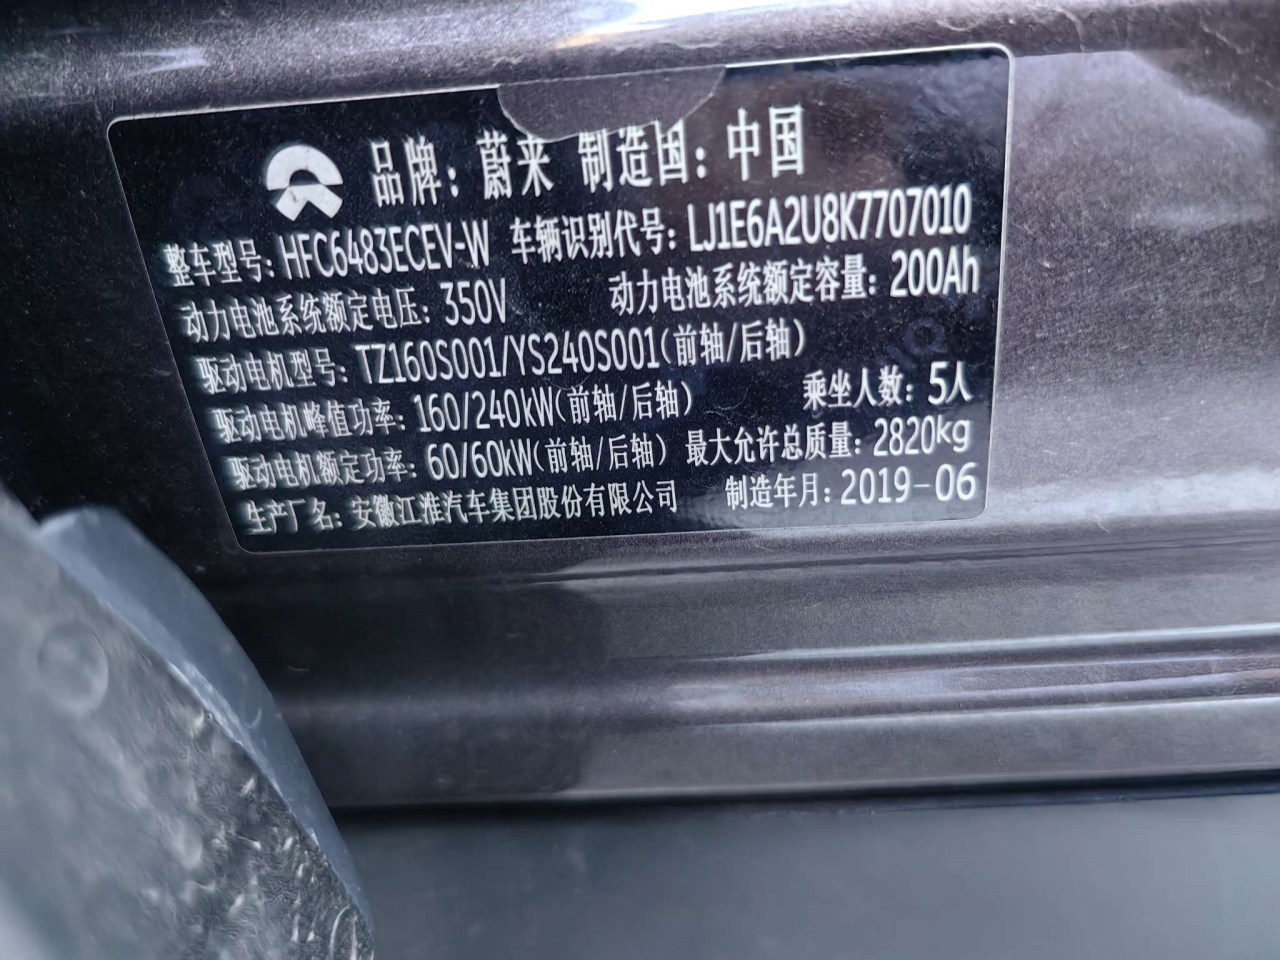 品牌：蔚来 制造国：中国
整车型号：HFC6483ECEV-W 车辆识别代号：LJ1E6A2U8K7707010
动力电池系统额定电压：350V 动力电池系统额定容量：200Ah
驱动电机型号：TZ160S001/YS240S001(前轴/后轴)
驱动电机峰值功率：160/240kW(前轴/后轴) 乘坐人数：5人
驱动电机额定功率：60/60kW(前轴/后轴) 最大允许总质量：2820kg
生产厂名：安徽江淮汽车集团股份有限公司 制造年月：2019-06